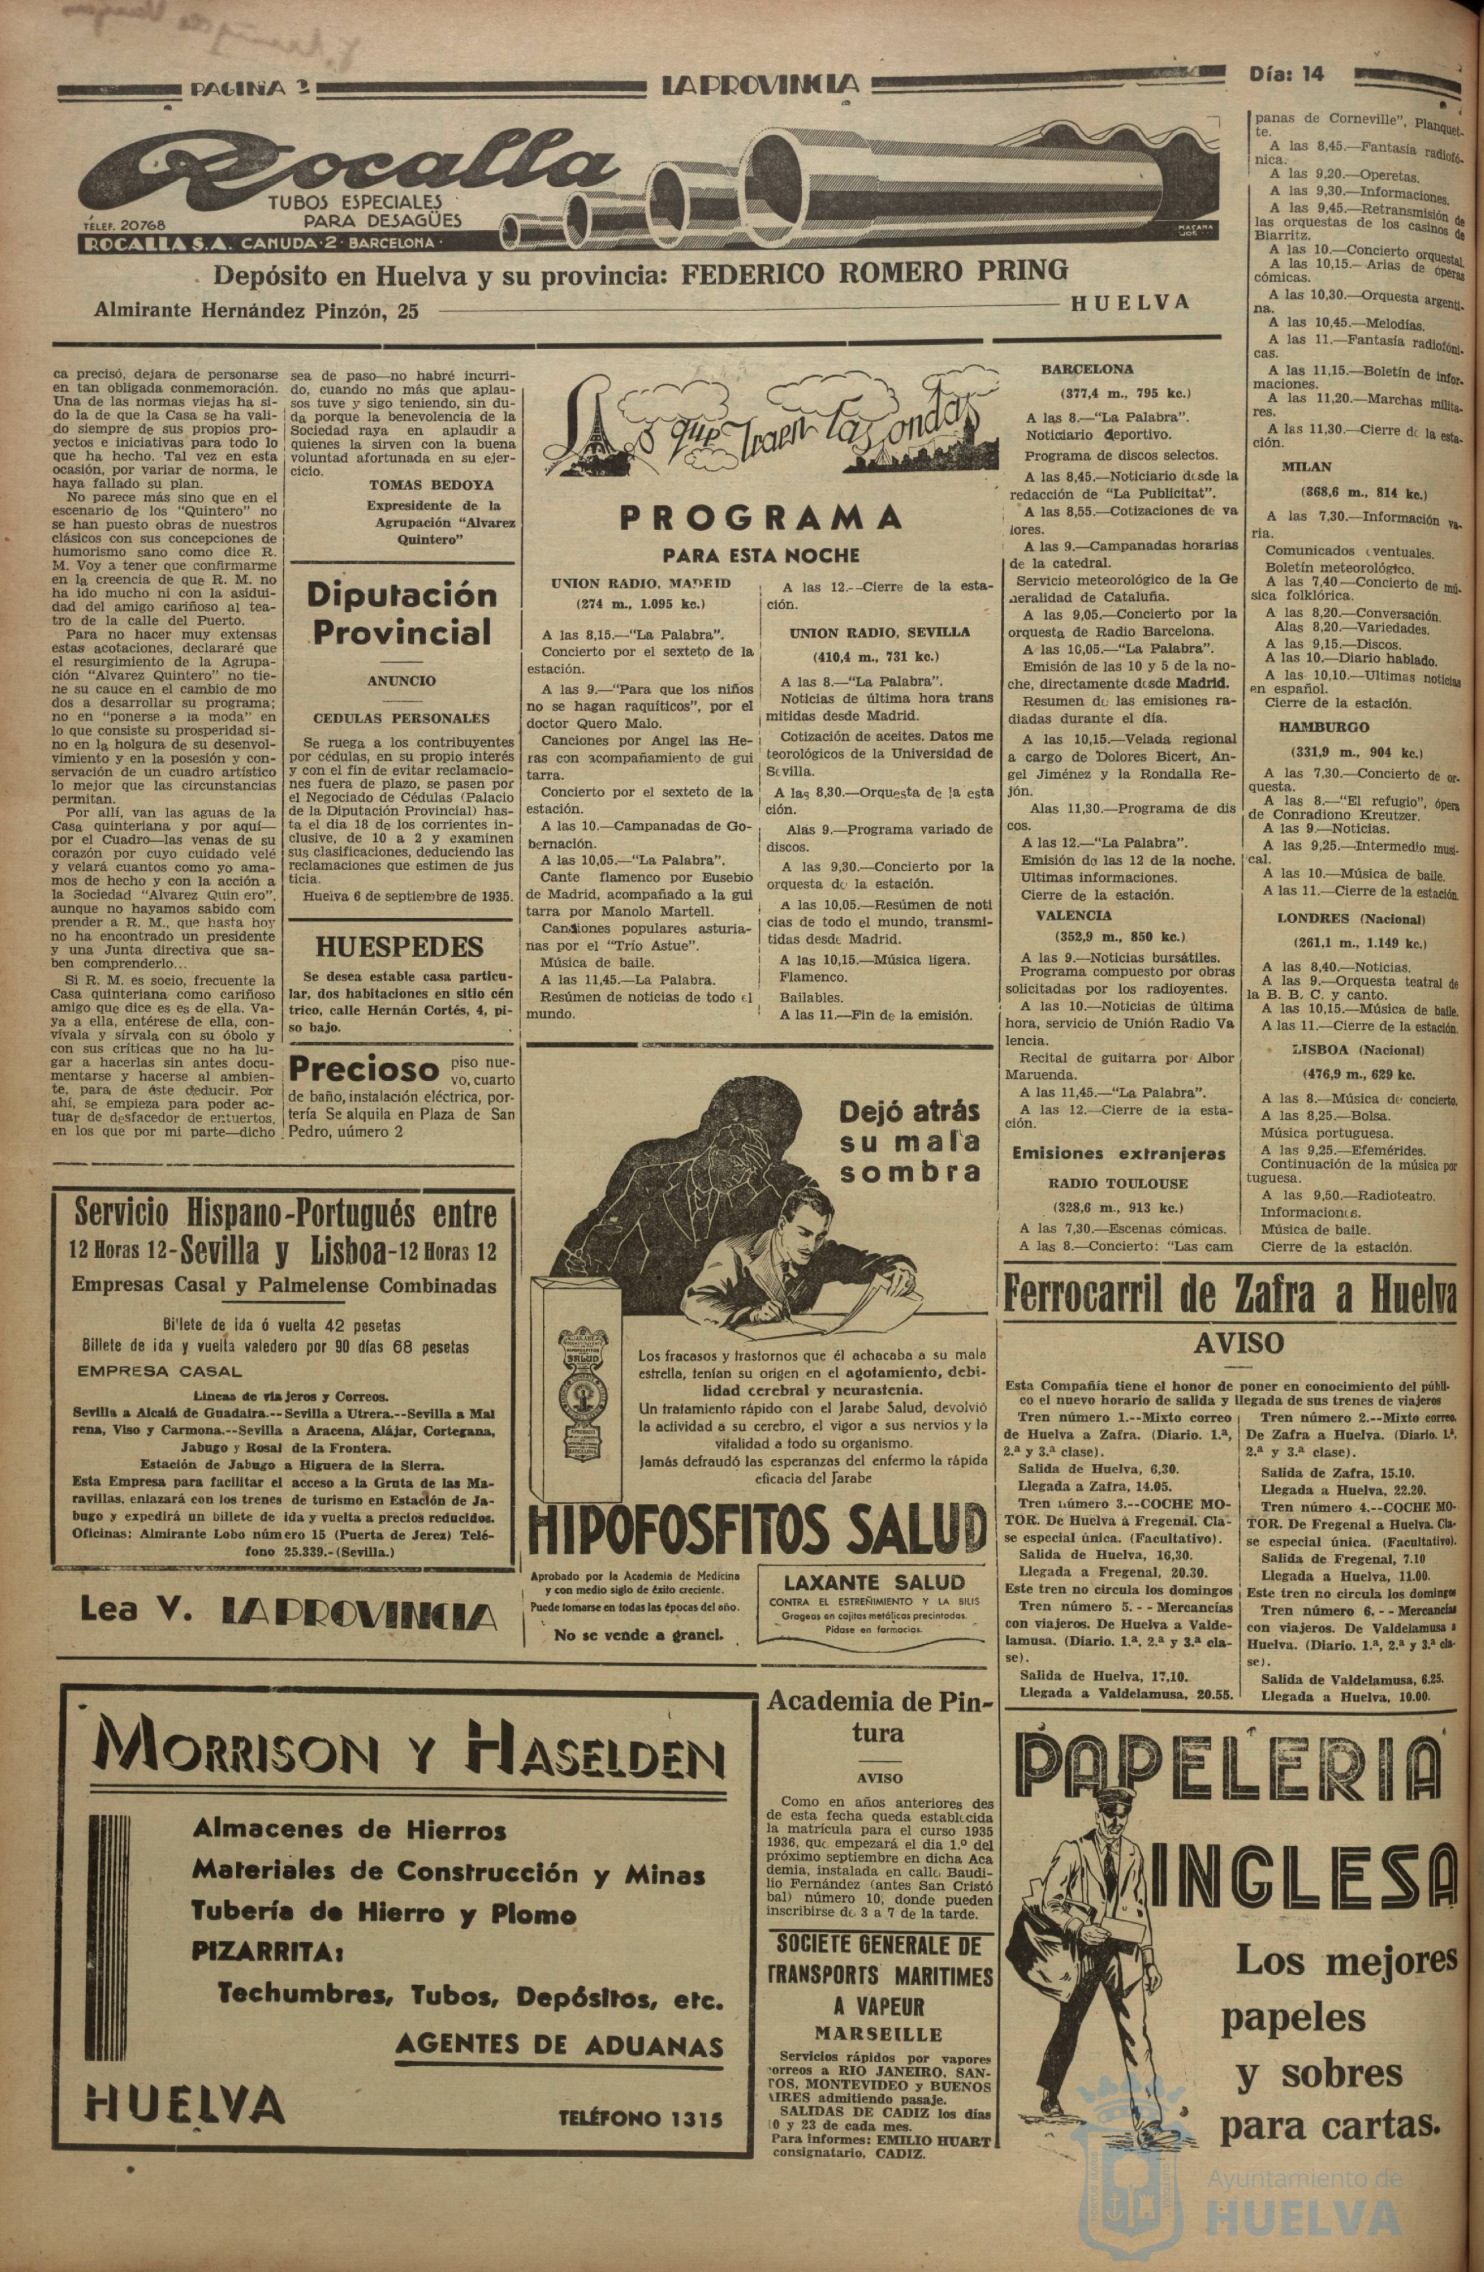 PAGINA 2
LA PROVINCIA
Día: 14
Rocalla
TUBOS ESPECIALES
PARA DESAGÜES
TÉLEF. 20768
ROCALLA S.A. CANUDA·2·BARCELONA·
Depósito en Huelva y su provincia: FEDERICO ROMERO PRING
Almirante Hernández Pinzón, 25
HUELVA
ca precisó, dejara de personarse
en tan obligada conmemoración.
Una de las normas viejas ha si-
do la de que la Casa se ha vali-
do siempre de sus propios pro-
yectos e iniciativas para todo lo
que ha hecho. Tal vez en esta
ocasión, por variar de norma, le
haya fallado su plan.
No parece más sino que en el
escenario de los "Quintero" no
se han puesto obras de nuestros
clásicos con sus concepciones de
humorismo sano como dice R.
M. Voy a tener que confirmarme
en la creencia de que R. M. no
ha ido mucho ni con la asidui-
dad del amigo cariñoso al tea-
tro de la calle del Puerto.
Para no hacer muy extensas
estas acotaciones, declararé que
el resurgimiento de la Agrupa-
ción "Alvarez Quintero" no tie-
ne su cauce en el cambio de mo
dos a desarrollar su programa;
no en "ponerse a la moda" en
lo que consiste su prosperidad si-
no en la holgura de su desenvol-
vimiento y en la posesión y con-
servación de un cuadro artístico
lo mejor que las circunstancias
permitan.
Por allí, van las aguas de la
Casa quinteriana y por aquí—
por el Cuadro—las venas de su
corazón por cuyo cuidado velé
y velará cuantos como yo ama-
mos de hecho y con la acción a
la Sociedad "Alvarez Quin ero",
aunque no hayamos sabido com
prender a R. M., que hasta hoy
no ha encontrado un presidente
y una Junta directiva que sa-
ben comprenderlo...
Si R. M. es socio, frecuente la
Casa quinteriana como cariñoso
amigo que dice es es de ella. Va-
ya a ella, entérese de ella, con-
vívala y sírvala con su óbolo y
con sus críticas que no ha lu-
gar a hacerlas sin antes docu-
mentarse y hacerse al ambien-
te, para de éste deducir. Por
ahí, se empieza para poder ac-
tuar de desfacedor de entuertos,
en los que por mi parte—dicho
sea de paso—no habré incurri-
do, cuando no más que aplau-
sos tuve y sigo teniendo, sin du-
da porque la benevolencia de la
Sociedad raya en aplaudir a
quienes la sirven con la buena
voluntad afortunada en su ejer-
cicio.
TOMAS BEDOYA
Expresidente de la
Agrupación "Alvarez
Quintero"
Diputación
Provincial
ANUNCIO
CEDULAS PERSONALES
Se ruega a los contribuyentes
por cédulas, en su propio interés
y con el fin de evitar reclamacio-
nes fuera de plazo, se pasen por
el Negociado de Cédulas (Palacio
de la Diputación Provincial) has-
ta el dia 18 de los corrientes in-
clusive, de 10 a 2 y examinen
sus clasificaciones, deduciendo las
reclamaciones que estimen de jus
ticia.
Huelva 6 de septiembre de 1935.
HUESPEDES
Se desea estable casa particu-
lar, dos habitaciones en sitio cén
trico, calle Hernán Cortés, 4, pi-
so bajo.
Precioso piso nue-
vo, cuarto
de baño, instalación eléctrica, por-
tería Se alquila en Plaza de San
Pedro, uúmero 2
Los que traen las ondas
PROGRAMA
PARA ESTA NOCHE
UNION RADIO, MADRID
(274 m., 1.095 kc.)
A las 8,15.—"La Palabra".
Concierto por el sexteto de la
estación.
A las 9.—"Para que los niños
no se hagan raquíticos", por el
doctor Quero Malo.
Canciones por Angel las He-
ras con acompañamiento de gui
tarra.
Concierto por el sexteto de la
estación.
A las 10.—Campanadas de Go-
bernación.
A las 10,05.—"La Palabra".
Cante flamenco por Eusebio
de Madrid, acompañado a la gui
tarra por Manolo Martell.
Canciones populares asturia-
nas por el "Trío Astue".
Música de baile.
A las 11,45.—La Palabra.
Resúmen de noticias de todo el
mundo.
A las 12.--Cierre de la esta-
ción.
UNION RADIO, SEVILLA
(410,4 m., 731 kc.)
A las 8.—"La Palabra".
Noticias de última hora trans
mitidas desde Madrid.
Cotización de aceites. Datos me
teorológicos de la Universidad de
Sevilla.
A las 8,30.—Orquesta de la esta
ción.
Alas 9.—Programa variado de
discos.
A las 9,30.—Concierto por la
orquesta de la estación.
A las 10,05.—Resúmen de noti
cias de todo el mundo, transmi-
tidas desde Madrid.
A las 10,15.—Música ligera.
Flamenco.
Bailables.
A las 11.—Fin de la emisión.
BARCELONA
(377,4 m., 795 kc.)
A las 8.—"La Palabra".
Noticiario deportivo.
Programa de discos selectos.
A las 8,45.—Noticiario desde la
redacción de "La Publicitat".
A las 8,55.—Cotizaciones de va
lores.
A las 9.—Campanadas horarias
de la catedral.
Servicio meteorológico de la Ge
neralidad de Cataluña.
A las 9,05.—Concierto por la
orquesta de Radio Barcelona.
A las 10,05.—"La Palabra".
Emisión de las 10 y 5 de la no-
che, directamente desde Madrid.
Resumen de las emisiones ra-
diadas durante el día.
A las 10,15.—Velada regional
a cargo de Dolores Bicert, An-
gel Jiménez y la Rondalla Re-
jón.
Alas 11,30.—Programa de dis
cos.
A las 12.—"La Palabra".
Emisión de las 12 de la noche.
Ultimas informaciones.
Cierre de la estación.
VALENCIA
(352,9 m., 850 kc.)
A las 9.—Noticias bursátiles.
Programa compuesto por obras
solicitadas por los radioyentes.
A las 10.—Noticias de última
hora, servicio de Unión Radio Va
lencia.
Recital de guitarra por Albor
Maruenda.
A las 11,45.—"La Palabra".
A las 12.—Cierre de la esta-
ción.
Emisiones extranjeras
RADIO TOULOUSE
(328,6 m., 913 kc.)
A las 7,30.—Escenas cómicas.
A las 8.—Concierto: "Las cam
panas de Corneville", Planquet-
te.
A las 8,45.—Fantasía radiofó-
nica.
A las 9,20.—Operetas.
A las 9,30.—Informaciones.
A las 9,45.—Retransmisión de
las orquestas de los casinos de
Biarritz.
A las 10.—Concierto orquestal.
A las 10,15.—Arias de óperas
cómicas.
A las 10,30.—Orquesta argenti-
na.
A las 10,45.—Melodías.
A las 11.—Fantasía radiofóni-
cas.
A las 11,15.—Boletín de infor-
maciones.
A las 11,20.—Marchas milita-
res.
A las 11,30.—Cierre de la esta-
ción.
MILAN
(368,6 m., 814 kc.)
A las 7,30.—Información va-
ria.
Comunicados eventuales.
Boletín meteorológico.
A las 7,40.—Concierto de mú-
sica folklórica.
A las 8,20.—Conversación.
Alas 8,20.—Variedades.
A las 9,15.—Discos.
A las 10.—Diario hablado.
A las 10,10.—Ultimas noticias
en español.
Cierre de la estación.
HAMBURGO
(331,9 m., 904 kc.)
A las 7,30.—Concierto de or-
questa.
A las 8.—"El refugio", ópera
de Conradiono Kreutzer.
A las 9.—Noticias.
A las 9,25.—Intermedio musi-
cal.
A las 10.—Música de baile.
A las 11.—Cierre de la estación.
LONDRES (Nacional)
(261,1 m., 1.149 kc.)
A las 8,40.—Noticias.
A las 9.—Orquesta teatral de
la B. B. C. y canto.
A las 10,15.—Música de baile.
A las 11.—Cierre de la estación.
LISBOA (Nacional)
(476,9 m., 629 kc.
A las 8.—Música de concierto.
A las 8,25.—Bolsa.
Música portuguesa.
A las 9,25.—Efemérides.
Continuación de la música por
tuguesa.
A las 9,50.—Radioteatro.
Informaciones.
Música de baile.
Cierre de la estación.
Servicio Hispano-Portugués entre
12 Horas 12-Sevilla y Lisboa-12 Horas 12
Empresas Casal y Palmelense Combinadas
Bi'lete de ida ó vuelta 42 pesetas
Billete de ida y vuelta valedero por 90 días 68 pesetas
EMPRESA CASAL
Líneas de viajeros y Correos.
Sevilla a Alcalá de Guadaira.--Sevilla a Utrera.--Sevilla a Mai
rena, Viso y Carmona.--Sevilla a Aracena, Alájar, Cortegana,
Jabugo y Rosal de la Frontera.
Estación de Jabugo a Higuera de la Sierra.
Esta Empresa para facilitar el acceso a la Gruta de las Ma-
ravillas, enlazará con los trenes de turismo en Estación de Ja-
bugo y expedirá un billete de ida y vuelta a precios reducidos.
Oficinas: Almirante Lobo número 15 (Puerta de Jerez) Telé-
fono 25.339.-(Sevilla.)
Lea V. LA PROVINCIA
Dejó atrás
su mala
sombra
JARABE
SALUD
Los fracasos y trastornos que él achacaba a su mala
estrella, tenían su origen en el agotamiento, debi-
lidad cerebral y neurastenia.
Un tratamiento rápido con el Jarabe Salud, devolvió
la actividad a su cerebro, el vigor a sus nervios y la
vitalidad a todo su organismo.
Jamás defraudó las esperanzas del enfermo la rápida
eficacia del Jarabe
HIPOFOSFITOS SALUD
Aprobado por la Academia de Medicina
y con medio siglo de éxito creciente.
Puede tomarse en todas las épocas del año.
No se vende a granel.
LAXANTE SALUD
CONTRA EL ESTREÑIMIENTO Y LA BILIS
Grageas en cajitas metálicas precintadas.
Pídase en farmacias.
Ferrocarril de Zafra a Huelva
AVISO
Esta Compañía tiene el honor de poner en conocimiento del públi-
co el nuevo horario de salida y llegada de sus trenes de viajeros
Tren número 1.--Mixto correo
de Huelva a Zafra. (Diario. 1.ª,
2.ª y 3.ª clase).
Salida de Huelva, 6,30.
Llegada a Zafra, 14.05.
Tren número 3.--COCHE MO-
TOR. De Huelva a Fregenal. Cla-
se especial única. (Facultativo).
Salida de Huelva, 16,30.
Llegada a Fregenal, 20.30.
Este tren no circula los domingos
Tren número 5.--Mercancías
con viajeros. De Huelva a Valde-
lamusa. (Diario. 1.ª, 2.ª y 3.ª cla-
se).
Salida de Huelva, 17,10.
Llegada a Valdelamusa, 20.55.
Tren número 2.--Mixto correo.
De Zafra a Huelva. (Diario. 1.ª,
2.ª y 3.ª clase).
Salida de Zafra, 15.10.
Llegada a Huelva, 22.20.
Tren número 4.--COCHE MO-
TOR. De Fregenal a Huelva. Cla-
se especial única. (Facultativo).
Salida de Fregenal, 7.10
Llegada a Huelva, 11.00.
Este tren no circula los domingos
Tren número 6.--Mercancías
con viajeros. De Valdelamusa a
Huelva. (Diario. 1.ª, 2.ª y 3.ª cla-
se).
Salida de Valdelamusa, 6.25.
Llegada a Huelva, 10.00.
MORRISON Y HASELDEN
Almacenes de Hierros
Materiales de Construcción y Minas
Tubería de Hierro y Plomo
PIZARRITA:
Techumbres, Tubos, Depósitos, etc.
AGENTES DE ADUANAS
HUELVA
TELÉFONO 1315
Academia de Pin-
tura
AVISO
Como en años anteriores des
de esta fecha queda establecida
la matrícula para el curso 1935
1936, que empezará el dia 1.º del
próximo septiembre en dicha Aca
demia, instalada en calle Baudi-
lio Fernández (antes San Cristó
bal) número 10, donde pueden
inscribirse de 3 a 7 de la tarde.
SOCIETE GENERALE DE
TRANSPORTS MARITIMES
A VAPEUR
MARSEILLE
Servicios rápidos por vapores
correos a RIO JANEIRO, SAN-
TOS, MONTEVIDEO y BUENOS
AIRES admitiendo pasaje.
SALIDAS DE CADIZ los días
10 y 23 de cada mes.
Para informes: EMILIO HUART
consignatario, CADIZ.
PAPELERIA
INGLESA
Los mejores
papeles
y sobres
para cartas.
Ayuntamiento de
HUELVA